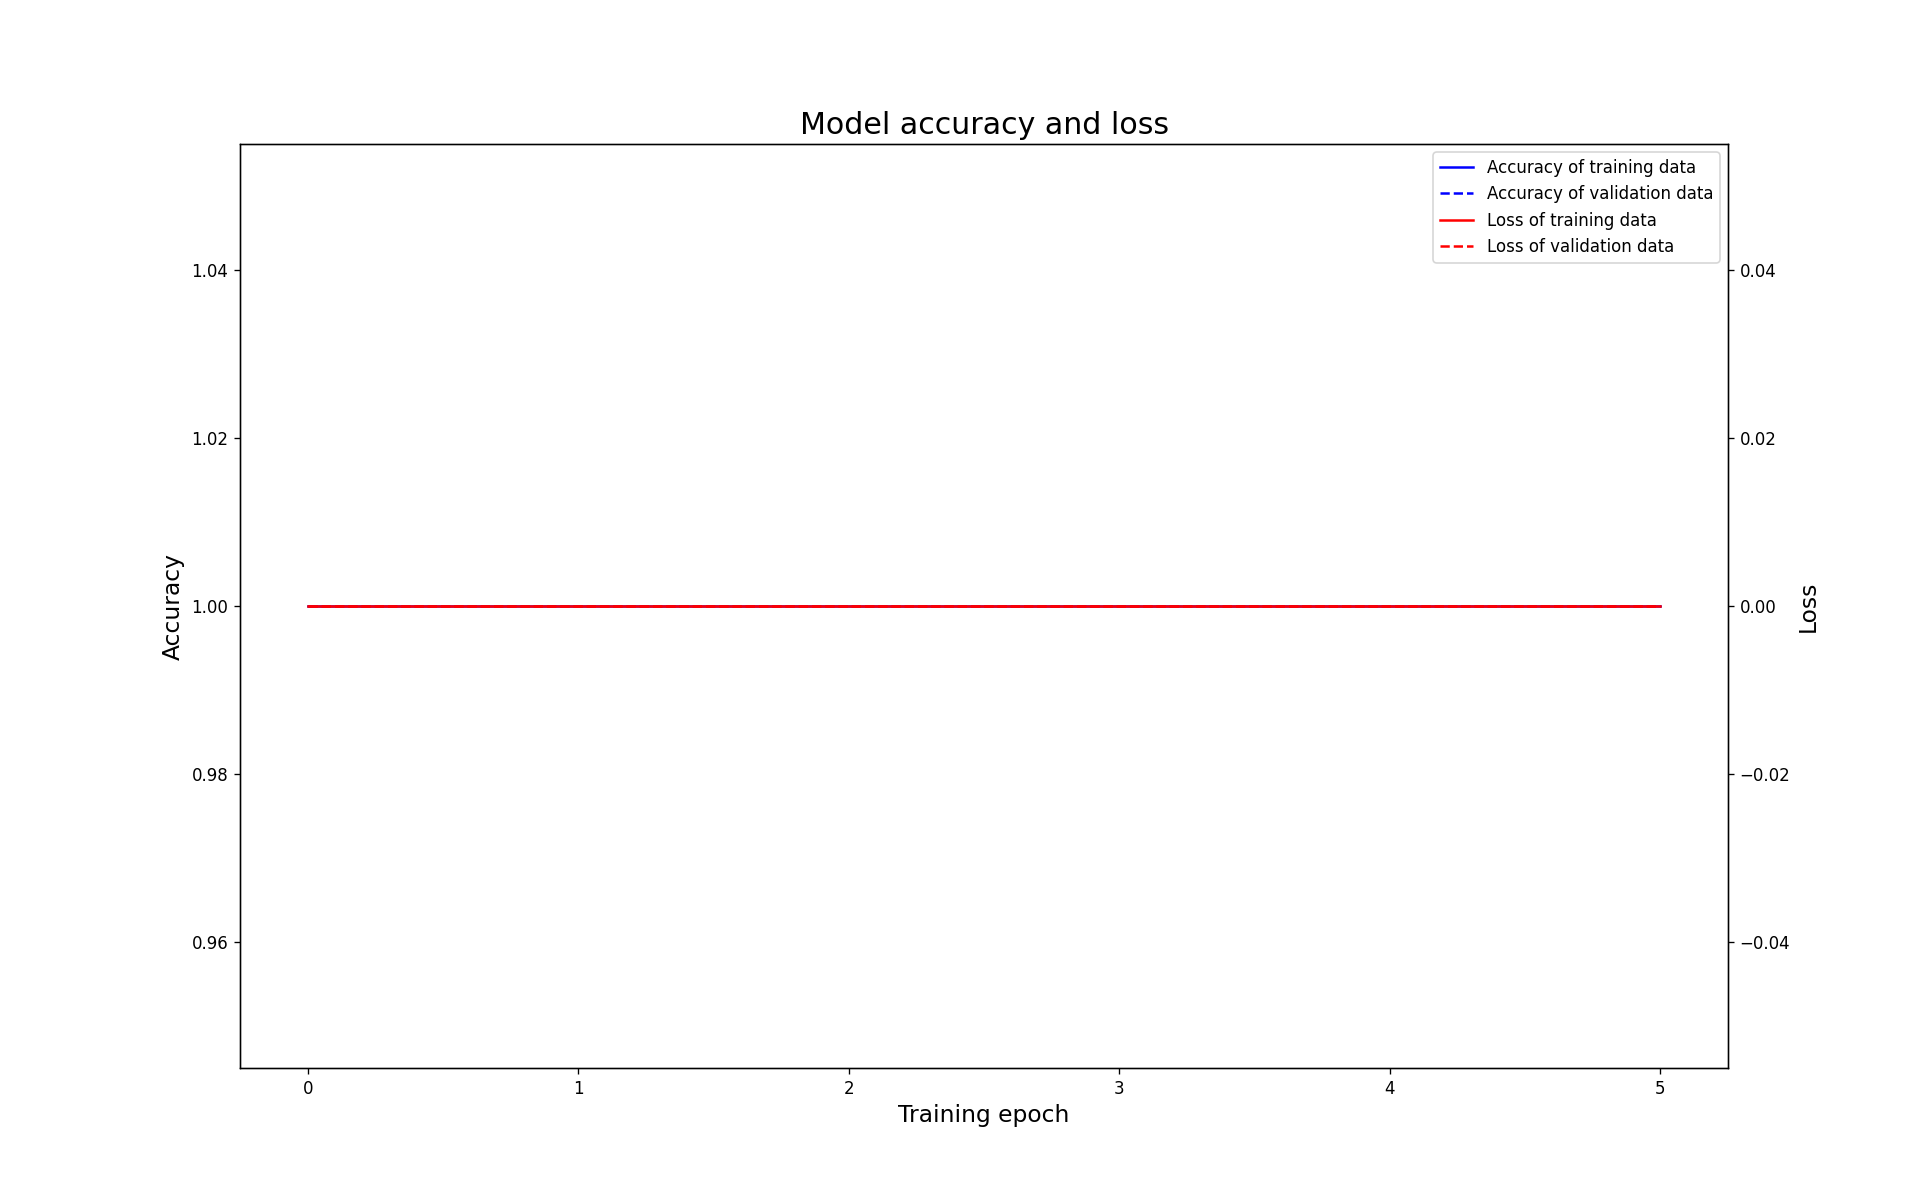 Model accuracy and loss
Accuracy of training data
Accuracy of validation data
Loss of training data
Loss of validation data
1.04
1.02
1.00
0.98
0.96
Accuracy
0.04
0.02
0.00
−0.02
−0.04
Loss
0 1 2 3 4 5
Training epoch